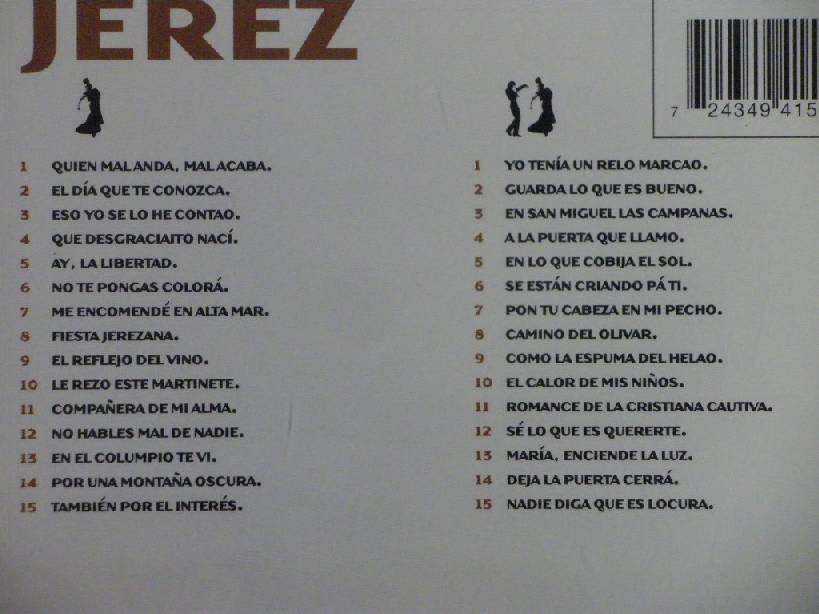 JEREZ
7 24349 415
1 QUIEN MAL ANDA, MAL ACABA.
2 EL DÍA QUE TE CONOZCA.
3 ESO YO SE LO HE CONTAO.
4 QUE DESGRACIAITO NACÍ.
5 AY, LA LIBERTAD.
6 NO TE PONGAS COLORÁ.
7 ME ENCOMENDÉ EN ALTA MAR.
8 FIESTA JEREZANA.
9 EL REFLEJO DEL VINO.
10 LE REZO ESTE MARTINETE.
11 COMPAÑERA DE MI ALMA.
12 NO HABLES MAL DE NADIE.
13 EN EL COLUMPIO TE VI.
14 POR UNA MONTAÑA OSCURA.
15 TAMBIÉN POR EL INTERÉS.
1 YO TENÍA UN RELO MARCAO.
2 GUARDA LO QUE ES BUENO.
3 EN SAN MIGUEL LAS CAMPANAS.
4 A LA PUERTA QUE LLAMO.
5 EN LO QUE COBIJA EL SOL.
6 SE ESTÁN CRIANDO PÁ TI.
7 PON TU CABEZA EN MI PECHO.
8 CAMINO DEL OLIVAR.
9 COMO LA ESPUMA DEL HELAO.
10 EL CALOR DE MIS NIÑOS.
11 ROMANCE DE LA CRISTIANA CAUTIVA.
12 SÉ LO QUE ES QUERERTE.
13 MARÍA, ENCIENDE LA LUZ.
14 DEJA LA PUERTA CERRÁ.
15 NADIE DIGA QUE ES LOCURA.